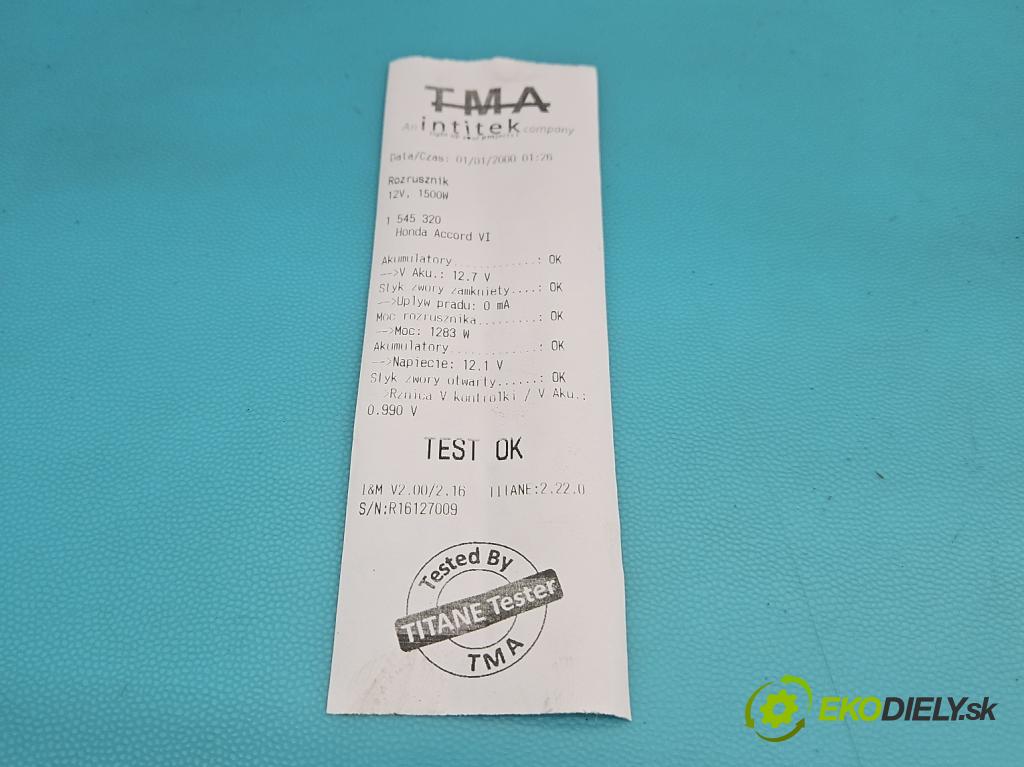 TMA
An intitek company
Data/Czas: 01/01/2000 01:26
Rozrusznik
12V, 1500W
1 545 320
Honda Accord VI
Akumulatory............: OK
-->V Aku.: 12.7 V
Styk zwory zamkniety....: OK
-->Uplyw pradu: 0 mA
Moc rozrusznika.........: OK
-->Moc: 1283 W
Akumulatory.............: OK
-->Napiecie: 12.1 V
Styk zwory otwarty......: OK
>Rznica V kontrolki / V Aku.:
0.990 V
TEST OK
I&M V2.00/2.16 TITANE:2.22.0
S/N:R16127009
Tested By
TITANE Tester
TMA
EKODIELY.sk